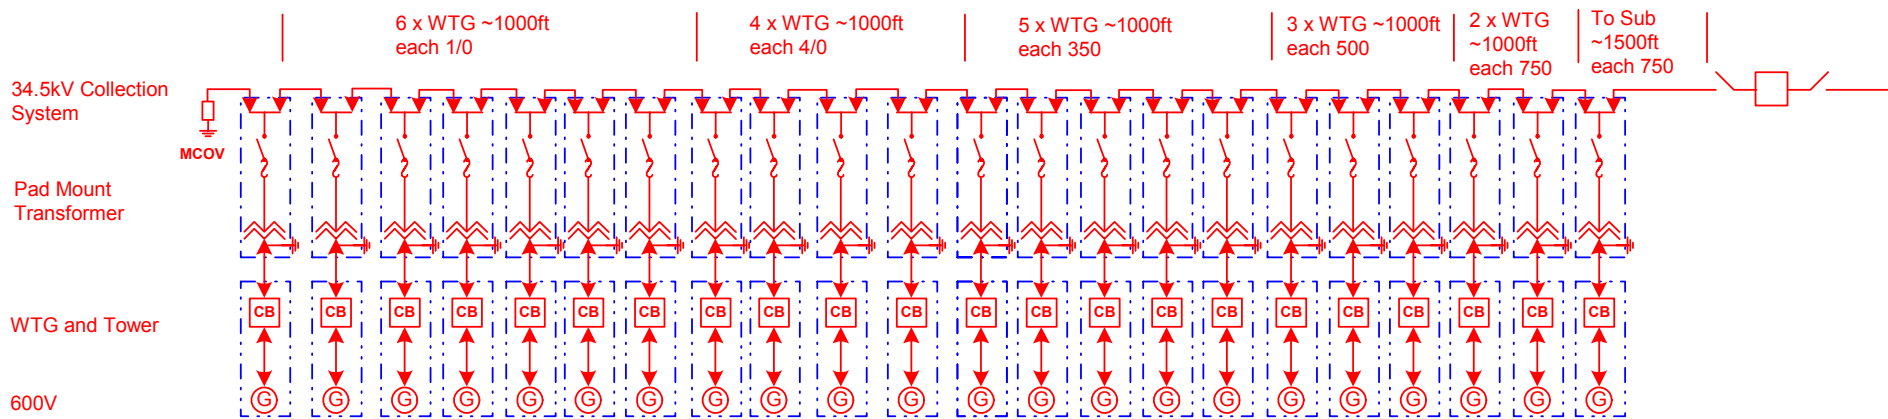 6 x WTG ~1000ft
each 1/0
4 x WTG ~1000ft
each 4/0
5 x WTG ~1000ft
each 350
3 x WTG ~1000ft
each 500
2 x WTG
~1000ft
each 750
To Sub
~1500ft
each 750
34.5kV Collection
System
MCOV
Pad Mount
Transformer
WTG and Tower
CB CB CB CB CB CB CB CB CB CB CB CB CB CB CB CB CB CB CB CB CB
600V
G G G G G G G G G G G G G G G G G G G G G